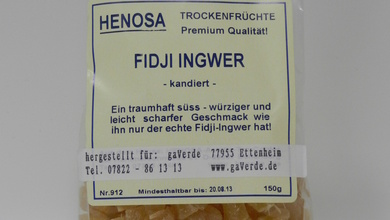 HENOSA TROCKENFRÜCHTE
Premium Qualität!
FIDJI INGWER
- kandiert -
Ein traumhaft süss - würziger und
leicht scharfer Geschmack wie
ihn nur der echte Fidji-Ingwer hat!
hergestellt für: gaVerde 77955 Ettenheim
Tel. 07822 - 86 13 13 www.gaVerde.de
Nr.912 Mindesthaltbar bis: 20.08.13 150g